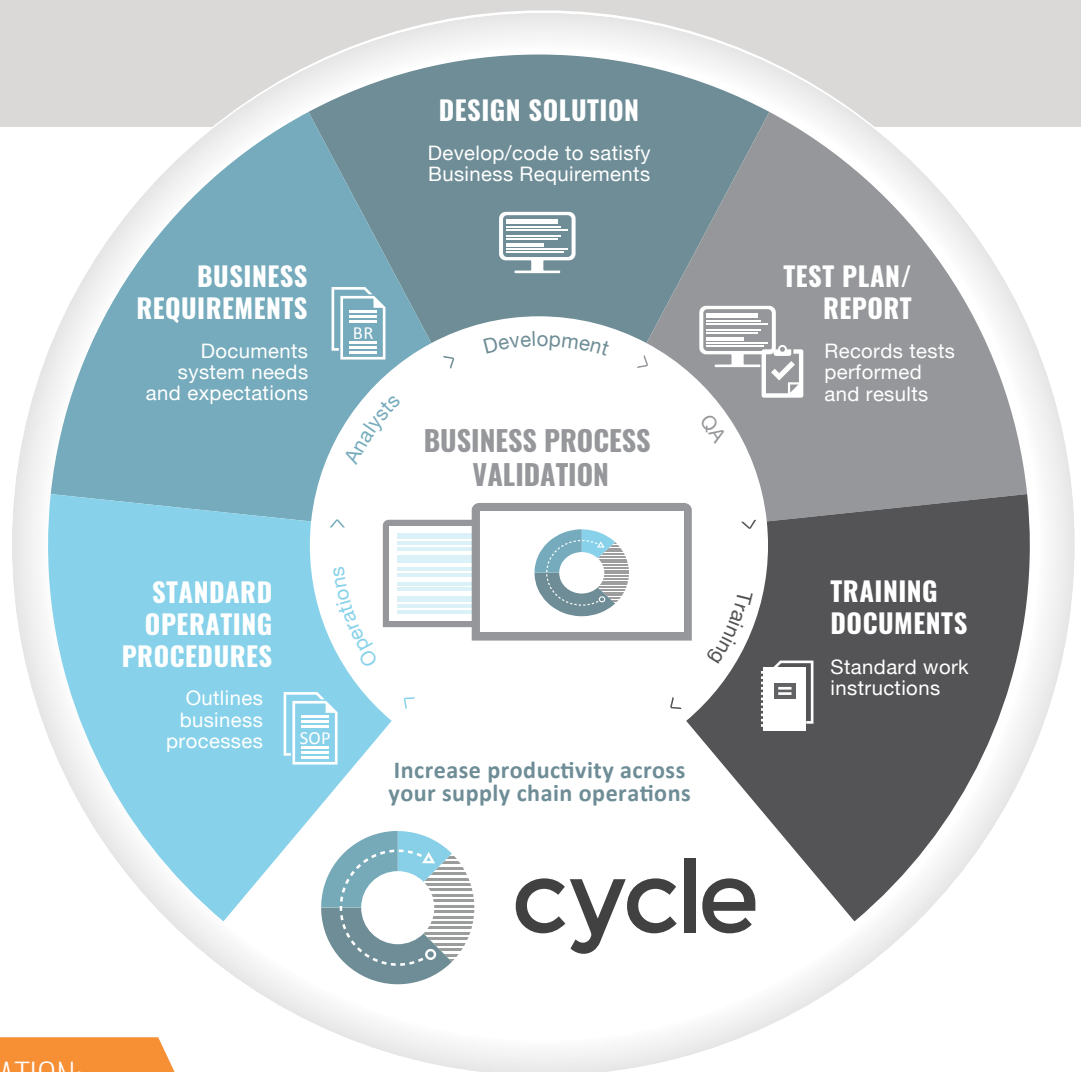 DESIGN SOLUTION
Develop/code to satisfy
Business Requirements
BUSINESS
REQUIREMENTS
Documents
system needs
and expectations
BR
TEST PLAN/
REPORT
Records tests
performed
and results
STANDARD
OPERATING
PROCEDURES
Outlines
business
processes
SOP
TRAINING
DOCUMENTS
Standard work
instructions
Operations
Analysts
Development
QA
Training
BUSINESS PROCESS
VALIDATION
Increase productivity across
your supply chain operations
cycle